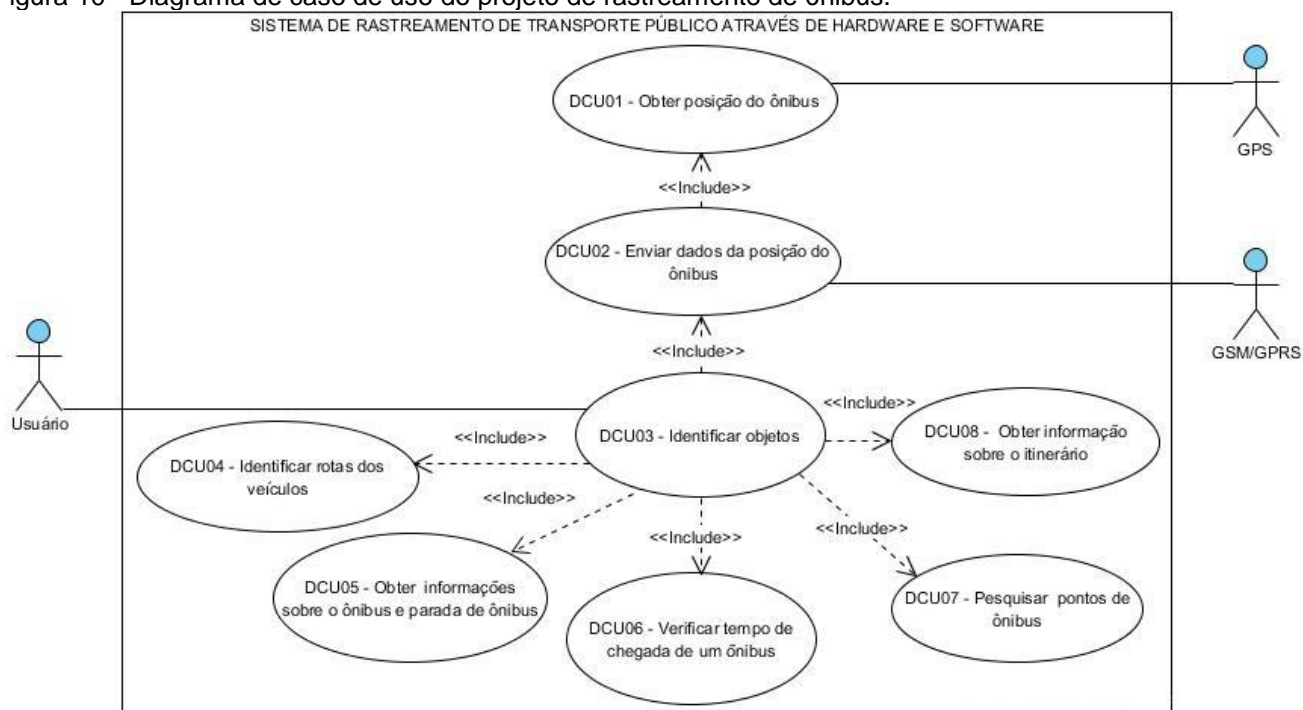 igura 16 - Diagrama de caso de uso do projeto de rastreamento de ônibus.
SISTEMA DE RASTREAMENTO DE TRANSPORTE PÚBLICO ATRAVÉS DE HARDWARE E SOFTWARE
DCU01 - Obter posição do ônibus
GPS
<<Include>>
DCU02 - Enviar dados da posição do
ônibus
GSM/GPRS
<<Include>>
Usuário
DCU03 - Identificar objetos
<<Include>>
DCU08 - Obter informação
sobre o itinerário
<<Include>>
DCU04 - Identificar rotas dos
veículos
<<Include>>
DCU05 - Obter informações
sobre o ônibus e parada de ônibus
<<Include>>
DCU06 - Verificar tempo de
chegada de um ônibus
<<Include>>
DCU07 - Pesquisar pontos de
ônibus